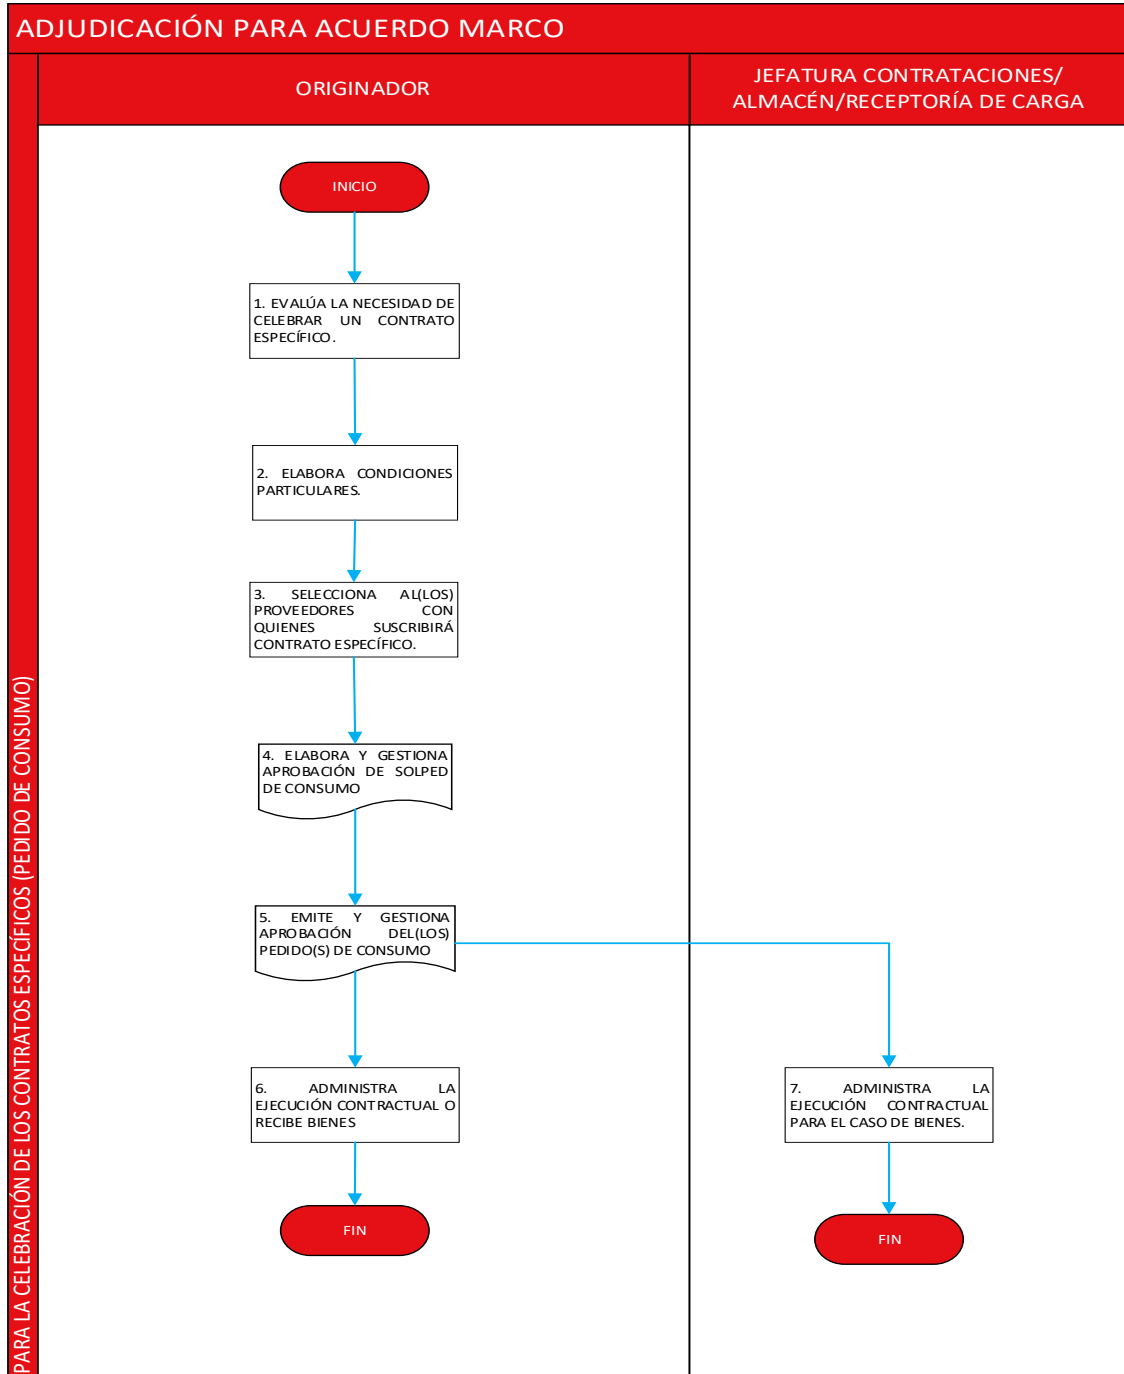 ADJUDICACIÓN PARA ACUERDO MARCO
ORIGINADOR
JEFATURA CONTRATACIONES/
ALMACÉN/RECEPTORÍA DE CARGA
PARA LA CELEBRACIÓN DE LOS CONTRATOS ESPECÍFICOS (PEDIDO DE CONSUMO)
INICIO
1. EVALÚA LA NECESIDAD DE
CELEBRAR UN CONTRATO
ESPECÍFICO.
2. ELABORA CONDICIONES
PARTICULARES.
3. SELECCIONA AL(LOS)
PROVEEDORES CON
QUIENES SUSCRIBIRÁ
CONTRATO ESPECÍFICO.
4. ELABORA Y GESTIONA
APROBACIÓN DE SOLPED
DE CONSUMO
5. EMITE Y GESTIONA
APROBACIÓN DEL(LOS)
PEDIDO(S) DE CONSUMO
6. ADMINISTRA LA
EJECUCIÓN CONTRACTUAL O
RECIBE BIENES
7. ADMINISTRA LA
EJECUCIÓN CONTRACTUAL
PARA EL CASO DE BIENES.
FIN
FIN